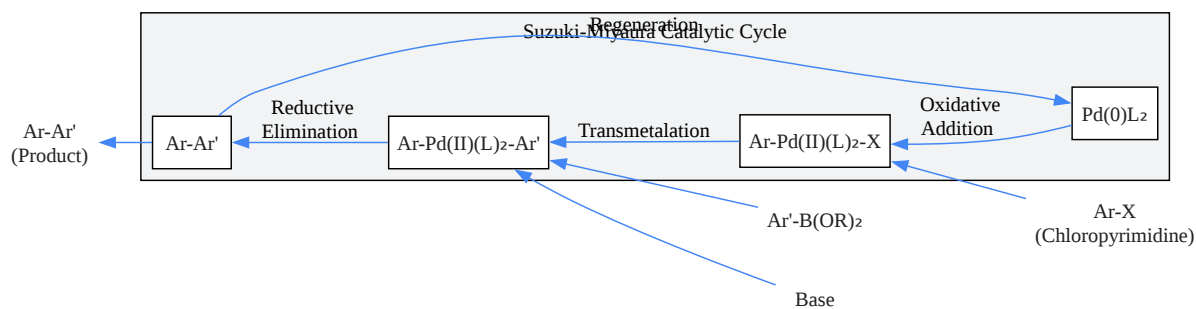 Regeneration
Suzuki-Miyaura Catalytic Cycle
Oxidative
Addition
Reductive
Elimination
Pd(0)L₂
Ar-Ar'
(Product)
Ar-Ar'
Ar-Pd(II)(L)₂-Ar'
Transmetalation
Ar-Pd(II)(L)₂-X
Ar'-B(OR)₂
Ar-X
(Chloropyrimidine)
Base